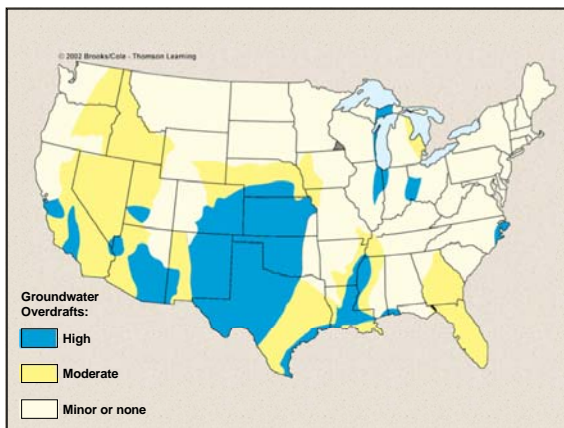 © 2002 Brooks/Cole - Thomson Learning
Groundwater
Overdrafts:
High
Moderate
Minor or none